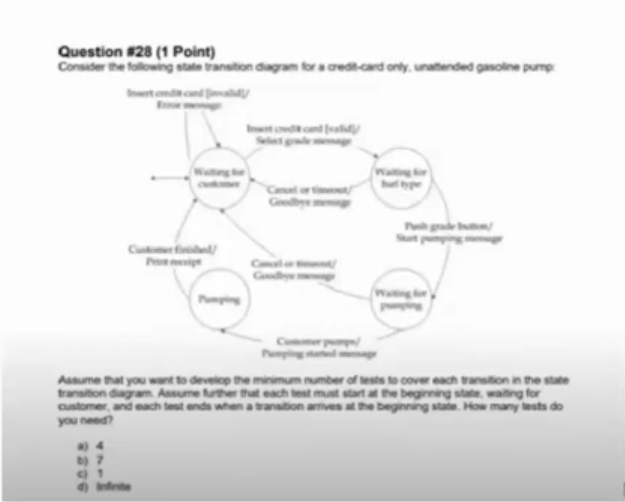 Question #28 (1 Point)
Consider the following state transition diagram for a credit-card only, unattended gasoline pump:
Insert credit card [invalid]/
Error message
Insert credit card [valid]/
Select grade message
Waiting for
customer
Waiting for
fuel type
Cancel or timeout/
Goodbye message
Push grade button/
Start pumping message
Customer finished/
Print receipt
Cancel or timeout/
Goodbye message
Pumping
Waiting for
pumping
Customer pumps/
Pumping started message
Assume that you want to develop the minimum number of tests to cover each transition in the state
transition diagram. Assume further that each test must start at the beginning state, waiting for
customer, and each test ends when a transition arrives at the beginning state. How many tests do
you need?
a) 4
b) 7
c) 1
d) Infinite